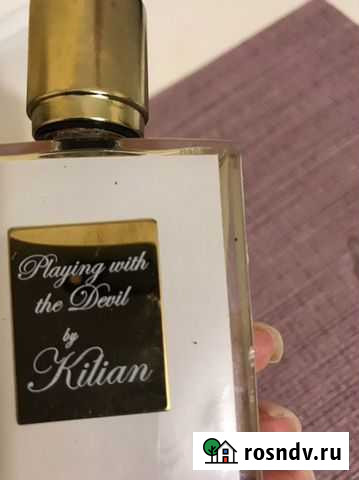 Playing with
the Devil
by
Kilian
rosndv.ru